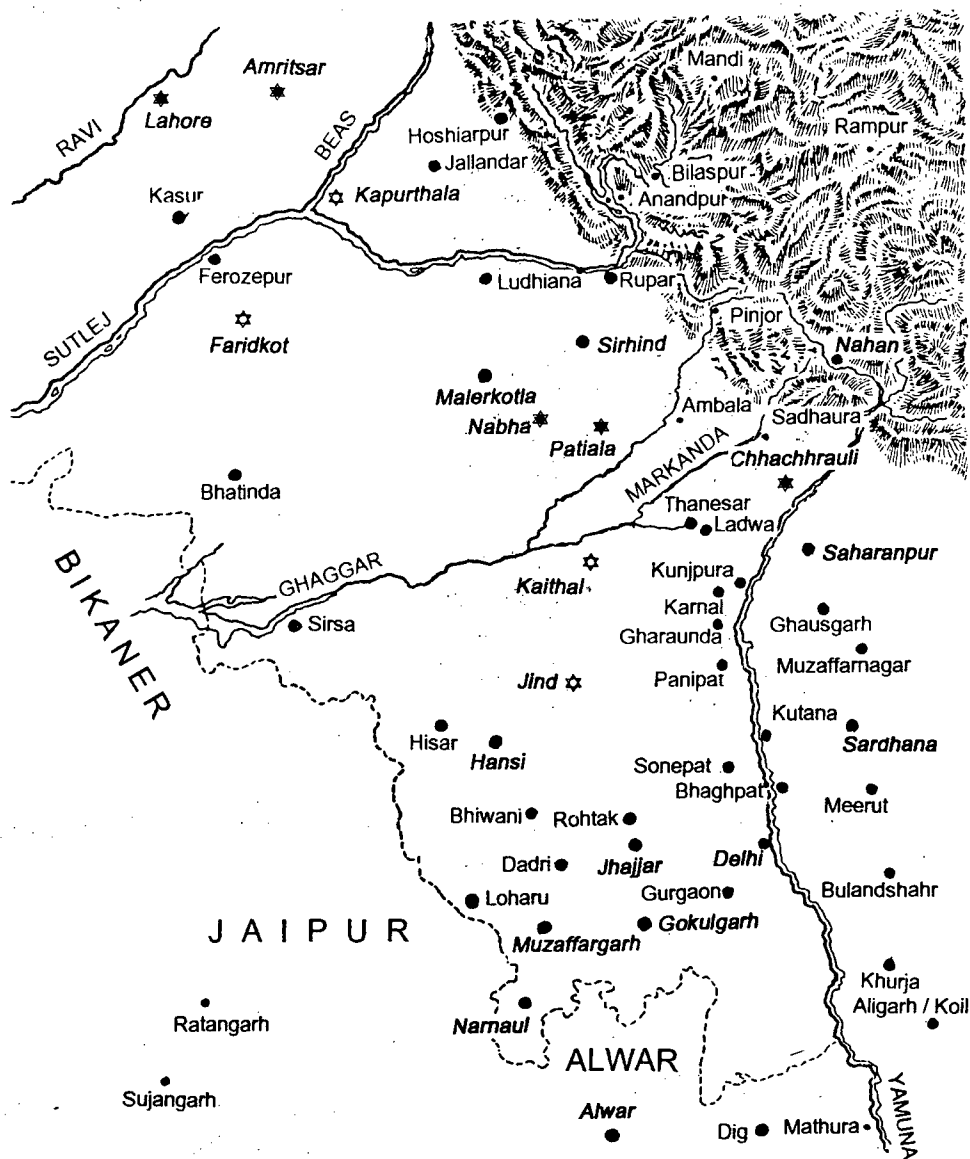 Mandi
Amritsar
RAVI
Lahore
BEAS
Hoshiarpur
Rampur
Jallandar
Bilaspur
Kasur
Kapurthala
Anandpur
Ferozepur
Ludhiana
Rupar
SUTLEJ
Pinjor
Faridkot
Sirhind
Nahan
Malerkotla
Nabha
Ambala
Sadhaura
Patiala
MARKANDA
Chhachhrauli
Bhatinda
Thanesar
Ladwa
BIKANER
GHAGGAR
Kaithal
Saharanpur
Kunjpura
Karnal
Sirsa
Gharaunda
Ghausgarh
Muzaffarnagar
Jind
Panipat
Hisar
Hansi
Kutana
Sardhana
Sonepat
Bhaghpat
Meerut
Bhiwani
Rohtak
Dadri
Jhajjar
Delhi
Loharu
Gurgaon
Bulandshahr
JAIPUR
Muzaffargarh
Gokulgarh
Khurja
Ratangarh
Narnaul
Aligarh / Koil
ALWAR
Sujangarh
Alwar
Dig
Mathura
YAMUNA